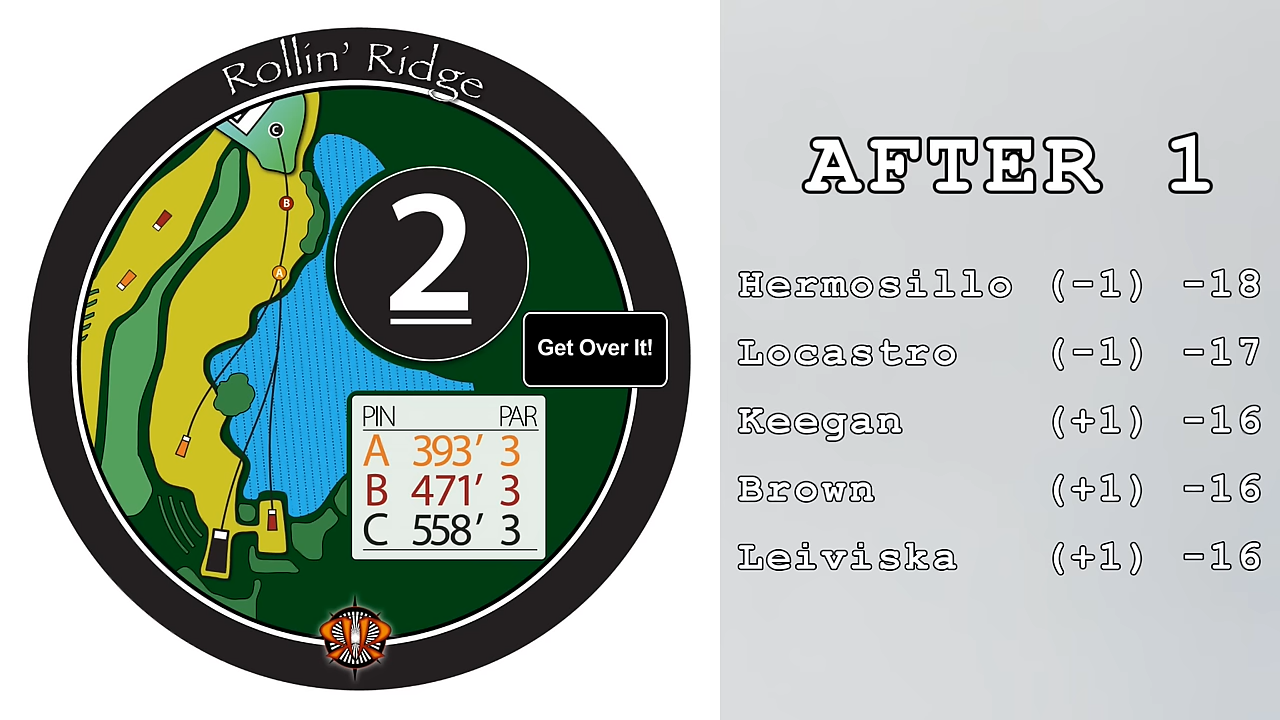 Rollin' Ridge
C
B
A
2
Get Over It!
PIN PAR
A 393' 3
B 471' 3
C 558' 3
AFTER 1
Hermosillo (-1) -18
Locastro (-1) -17
Keegan (+1) -16
Brown (+1) -16
Leiviska (+1) -16